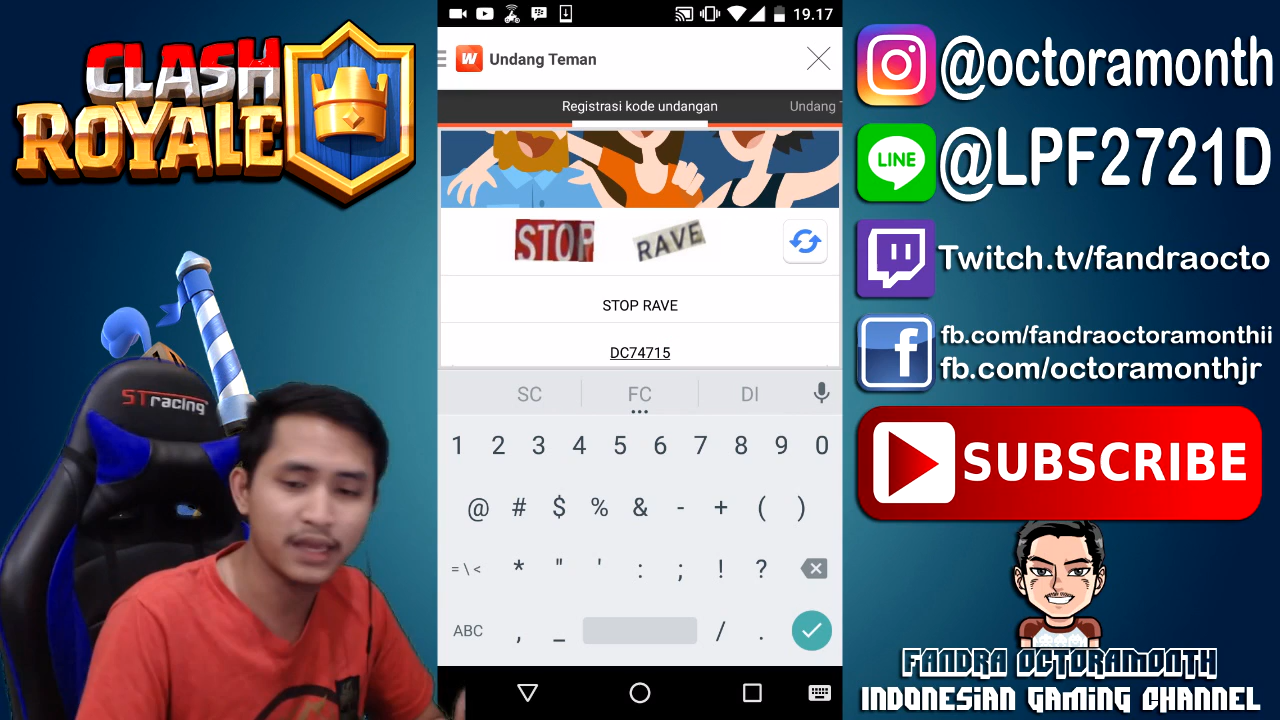 CLASH
ROYALE
STracing
19.17
W Undang Teman
Registrasi kode undangan
Undang T
STOP RAVE
STOP RAVE
DC74715
SC FC DI
1 2 3 4 5 6 7 8 9 0
@ # $ % & - + ( )
= \ < * " ' : ; ! ?
ABC , _ / .
@octoramonth
LINE @LPF2721D
Twitch.tv/fandraocto
f fb.com/fandraoctoramonthii
fb.com/octoramonthjr
SUBSCRIBE
FANDRA OCTORAMONTH
INDONESIAN GAMING CHANNEL